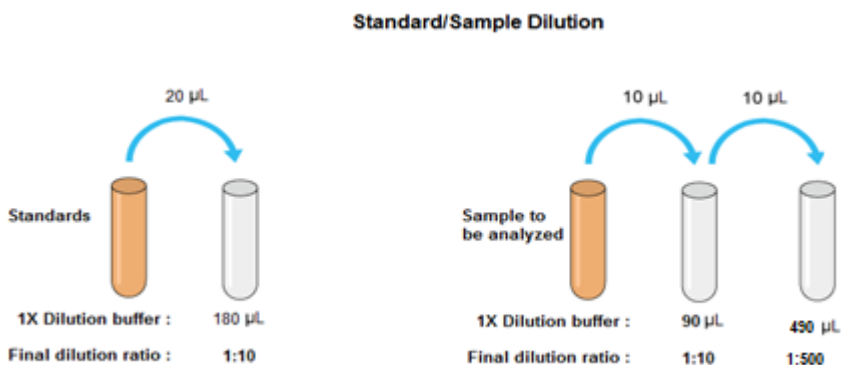 Standard/Sample Dilution
20 µL
Standards
1X Dilution buffer : 180 µL
Final dilution ratio : 1:10
10 µL 10 µL
Sample to
be analyzed
1X Dilution buffer : 90 µL 490 µL
Final dilution ratio : 1:10 1:500